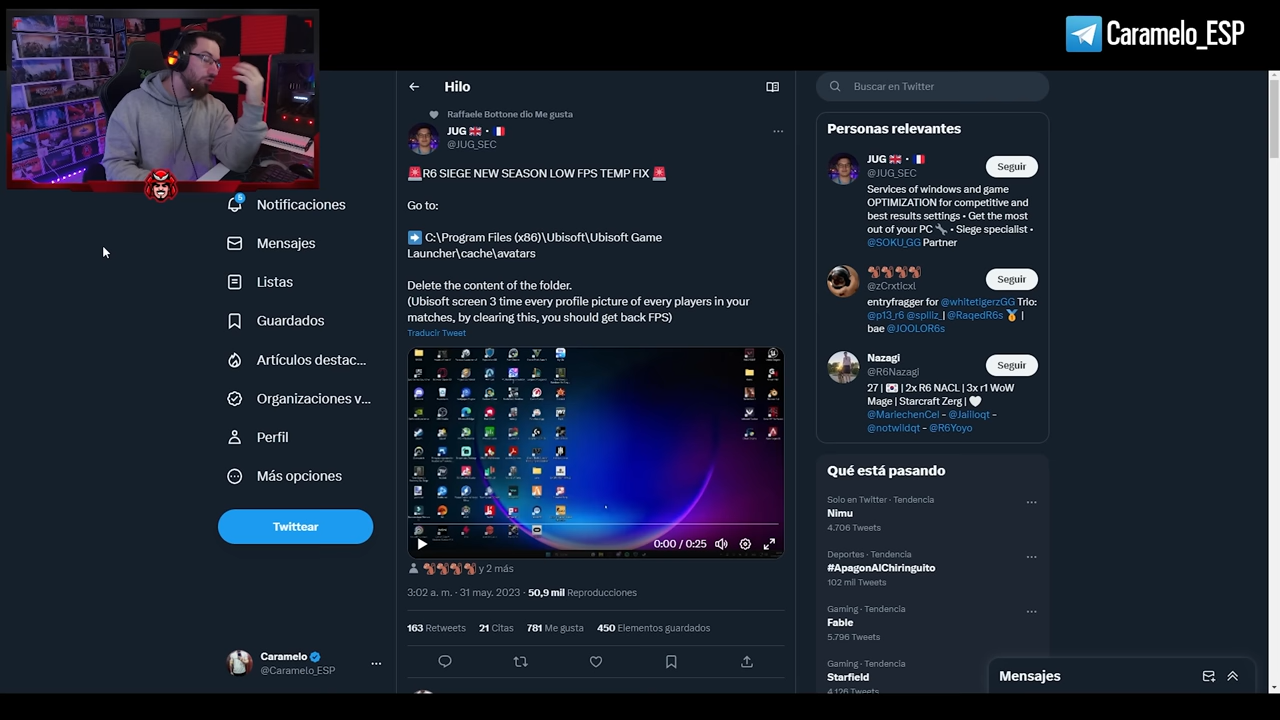 Caramelo_ESP
Hilo
Buscar en Twitter
Raffaele Bottone dio Me gusta
JUG 🇬🇧 • 🇫🇷
@JUG_SEC
🚨R6 SIEGE NEW SEASON LOW FPS TEMP FIX 🚨
Go to:
➡️ C:\Program Files (x86)\Ubisoft\Ubisoft Game
Launcher\cache\avatars
Delete the content of the folder.
(Ubisoft screen 3 time every profile picture of every players in your
matches, by clearing this, you should get back FPS)
Traducir Tweet
0:00 / 0:25
🐿️🐿️🐿️🐿️ y 2 más
3:02 a. m. · 31 may. 2023 · 50,9 mil Reproducciones
163 Retweets 21 Citas 781 Me gusta 450 Elementos guardados
5
Notificaciones
Mensajes
Listas
Guardados
Artículos destac...
Organizaciones v...
Perfil
Más opciones
Twittear
Caramelo
@Caramelo_ESP
Personas relevantes
JUG 🇬🇧 • 🇫🇷
@JUG_SEC
Seguir
Services of windows and game
OPTIMIZATION for competitive and
best results settings • Get the most
out of your PC 🔧 • Siege specialist •
@SOKU_GG Partner
🐿️🐿️🐿️🐿️
@zCrxticxl
Seguir
entryfragger for @whitetigerzGG Trio:
@p13_r6 @spillz_| @RaqedR6s 🏅 |
bae @JOOLOR6s
Nazagi
@R6Nazagi
Seguir
27 | 🇰🇷 | 2x R6 NACL | 3x r1 WoW
Mage | Starcraft Zerg | 🤍
@MarlechenCel - @Jailloqt -
@notwildqt - @R6Yoyo
Qué está pasando
Solo en Twitter · Tendencia
Nimu
4.706 Tweets
Deportes · Tendencia
#ApagonAlChiringuito
102 mil Tweets
Gaming · Tendencia
Fable
5.796 Tweets
Gaming · Tendencia
Starfield
4.126 Tweets
Mensajes